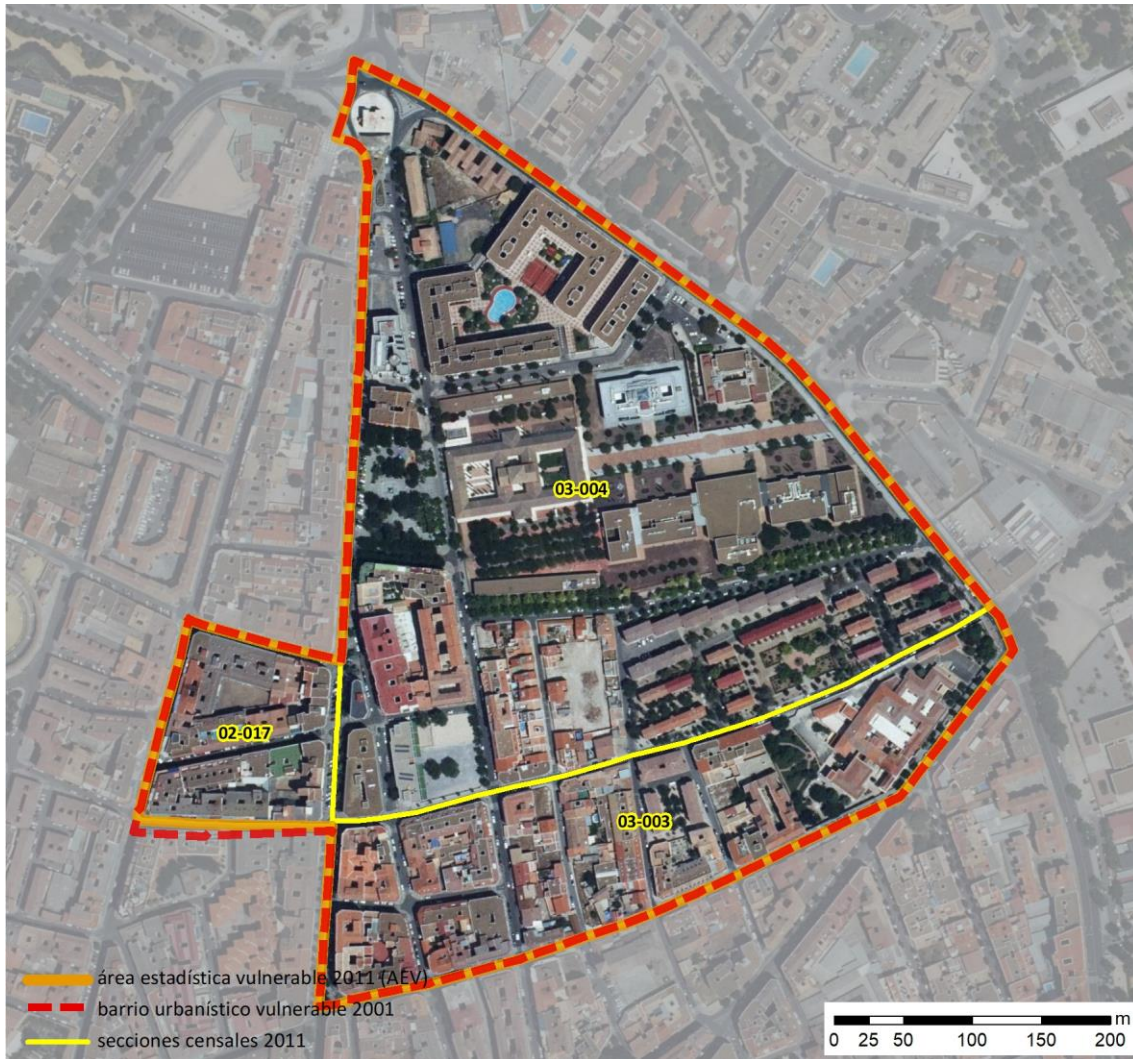 03-004
02-017
03-003
área estadística vulnerable 2011 (AEV)
barrio urbanístico vulnerable 2001
secciones censales 2011
m
0 25 50 100 150 200